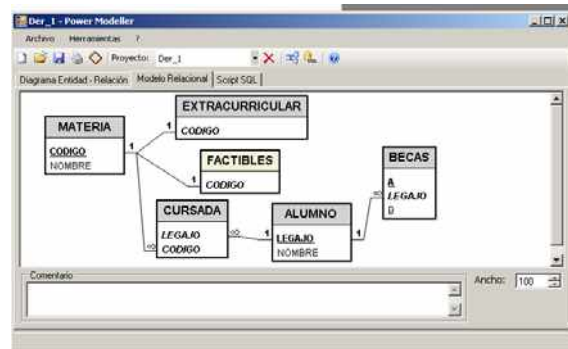 Der_1 - Power Modeller
Archivo Herramientas ?
Proyecto: Der_1
Diagrama Entidad - Relación Modelo Relacional Script SQL
EXTRACURRICULAR
CODIGO
MATERIA
CODIGO
NOMBRE
1
1
1
FACTIBLES
CODIGO
BECAS
A
LEGAJO
D
∞
CURSADA
LEGAJO
CODIGO
∞
∞
ALUMNO
LEGAJO
NOMBRE
1
1
Comentario
Ancho: 100